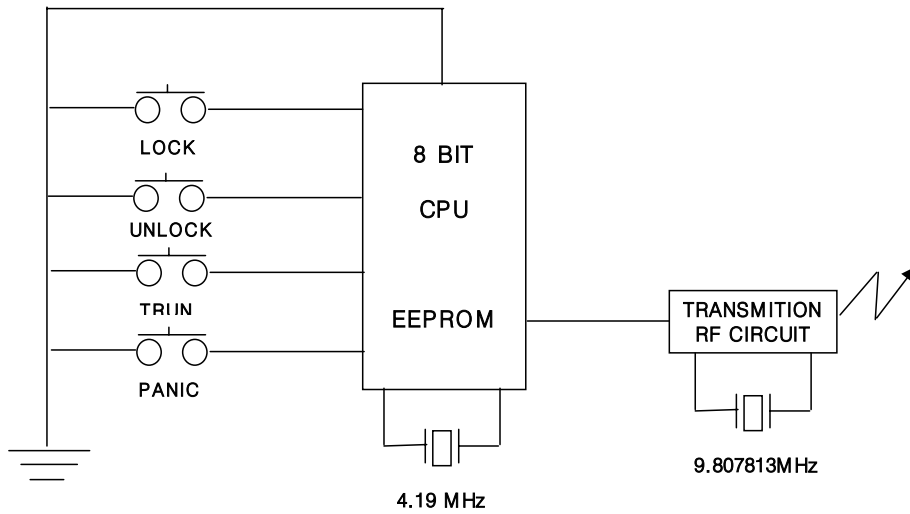 LOCK
UNLOCK
TRUN
PANIC
8 BIT
CPU
EEPROM
4.19 MHz
TRANSMITION
RF CIRCUIT
9.807813MHz